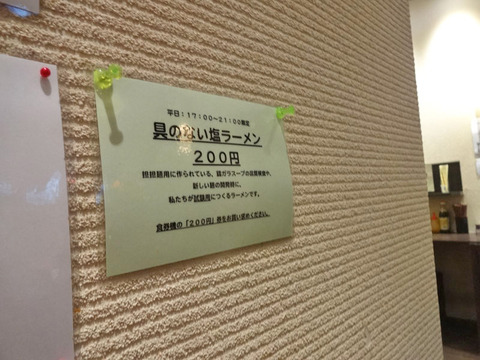 平日:17:00～21:00限定
具のない塩ラーメン
200円
担担麺用に作られている、鶏ガラスープの品質検査や、
新しい麺の開発時に、
私たちが試験用につくるラーメンです。
食券機の「200円」券をお買い求めください。